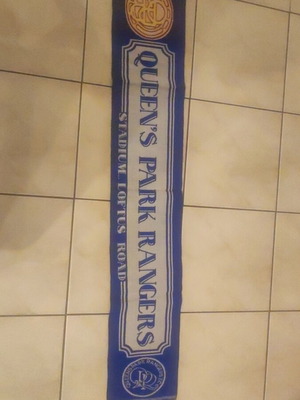 QUEEN'S PARK RANGERS
STADIUM LOFTUS ROAD